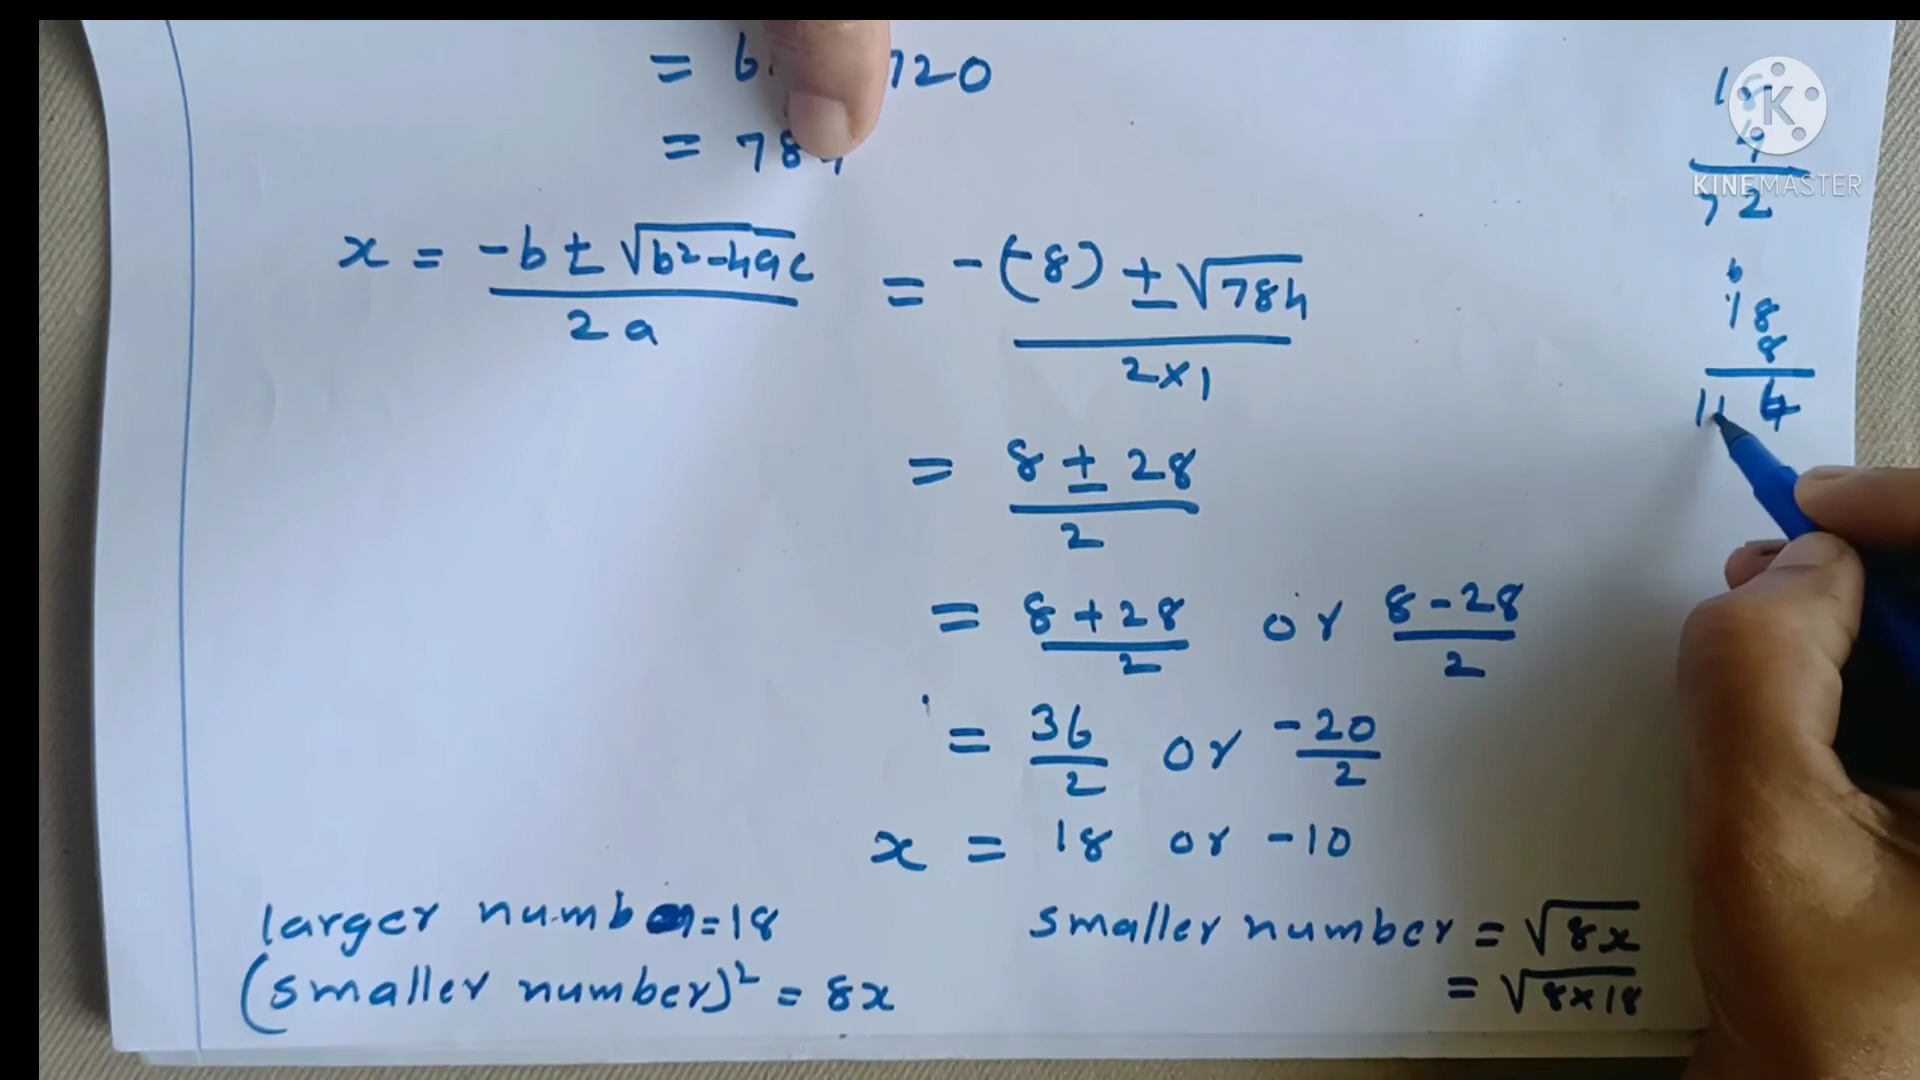 = 720
= 784
x = -b ± √b²-4ac / 2a = -(-8) ± √784 / 2×1
= 8 ± 28 / 2
= 8 + 28 / 2 or 8 - 28 / 2
= 36 / 2 or -20 / 2
x = 18 or -10
larger number = 18
(smaller number)² = 8x
smaller number = √8x
= √8×18
72
6
18
8
KINEMASTER